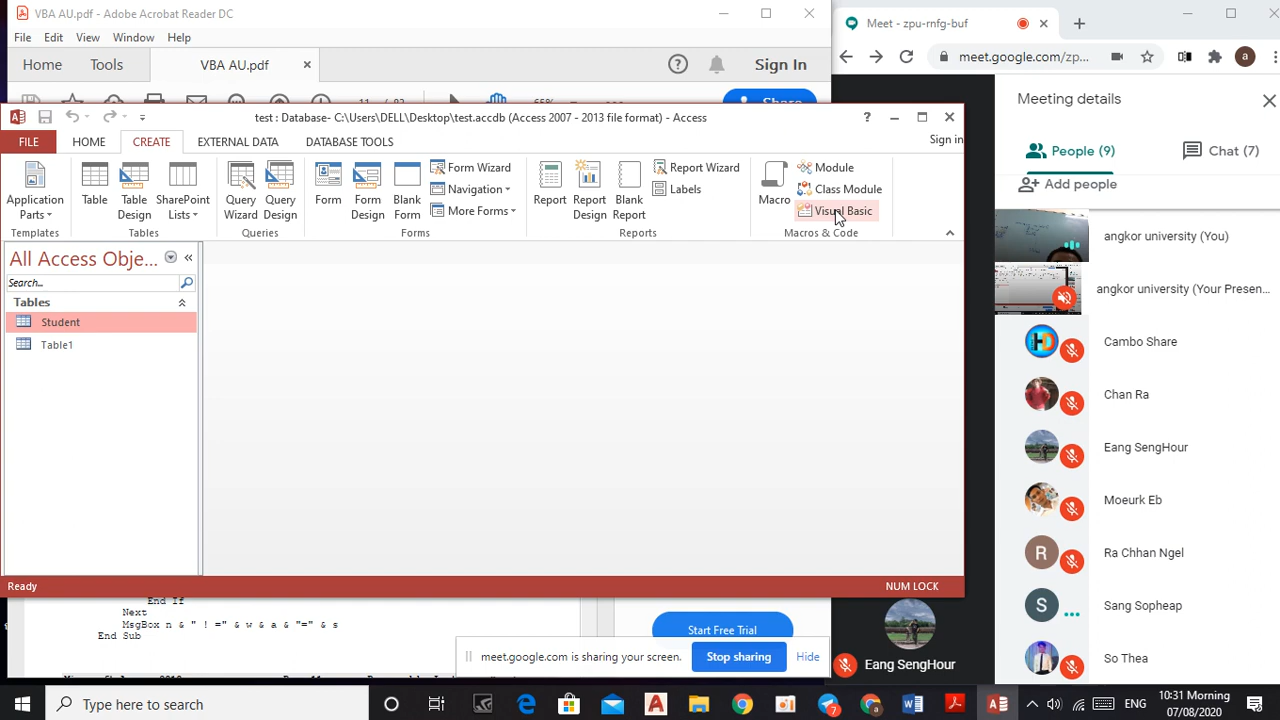 VBA AU.pdf - Adobe Acrobat Reader DC
File Edit View Window Help
Home Tools VBA AU.pdf × Sign In
11 / 83 65% Share
Meet - zpu-rnfg-buf
meet.google.com/zp...
a
test : Database- C:\Users\DELL\Desktop\test.accdb (Access 2007 - 2013 file format) - Access
FILE HOME CREATE EXTERNAL DATA DATABASE TOOLS Sign in
Application Parts
Templates
Table
Table Design
SharePoint Lists
Tables
Query Wizard
Query Design
Queries
Form
Form Design
Blank Form
Form Wizard
Navigation
More Forms
Forms
Report
Report Design
Blank Report
Report Wizard
Labels
Reports
Macro
Module
Class Module
Visual Basic
Macros & Code
All Access Obje...
Search...
Tables
Student
Table1
Ready NUM LOCK
End If
Next
MsgBox n & " ! =" & w & a & "=" & s
End Sub
Start Free Trial
meet.google.com is sharing your screen. Stop sharing Hide
Eang SengHour
Meeting details
People (9) Chat (7)
Add people
angkor university (You)
angkor university (Your Presen...
Cambo Share
Chan Ra
Eang SengHour
Moeurk Eb
R Ra Chhan Ngel
S Sang Sopheap
So Thea
Type here to search
7
ENG
10:31 Morning
07/08/2020